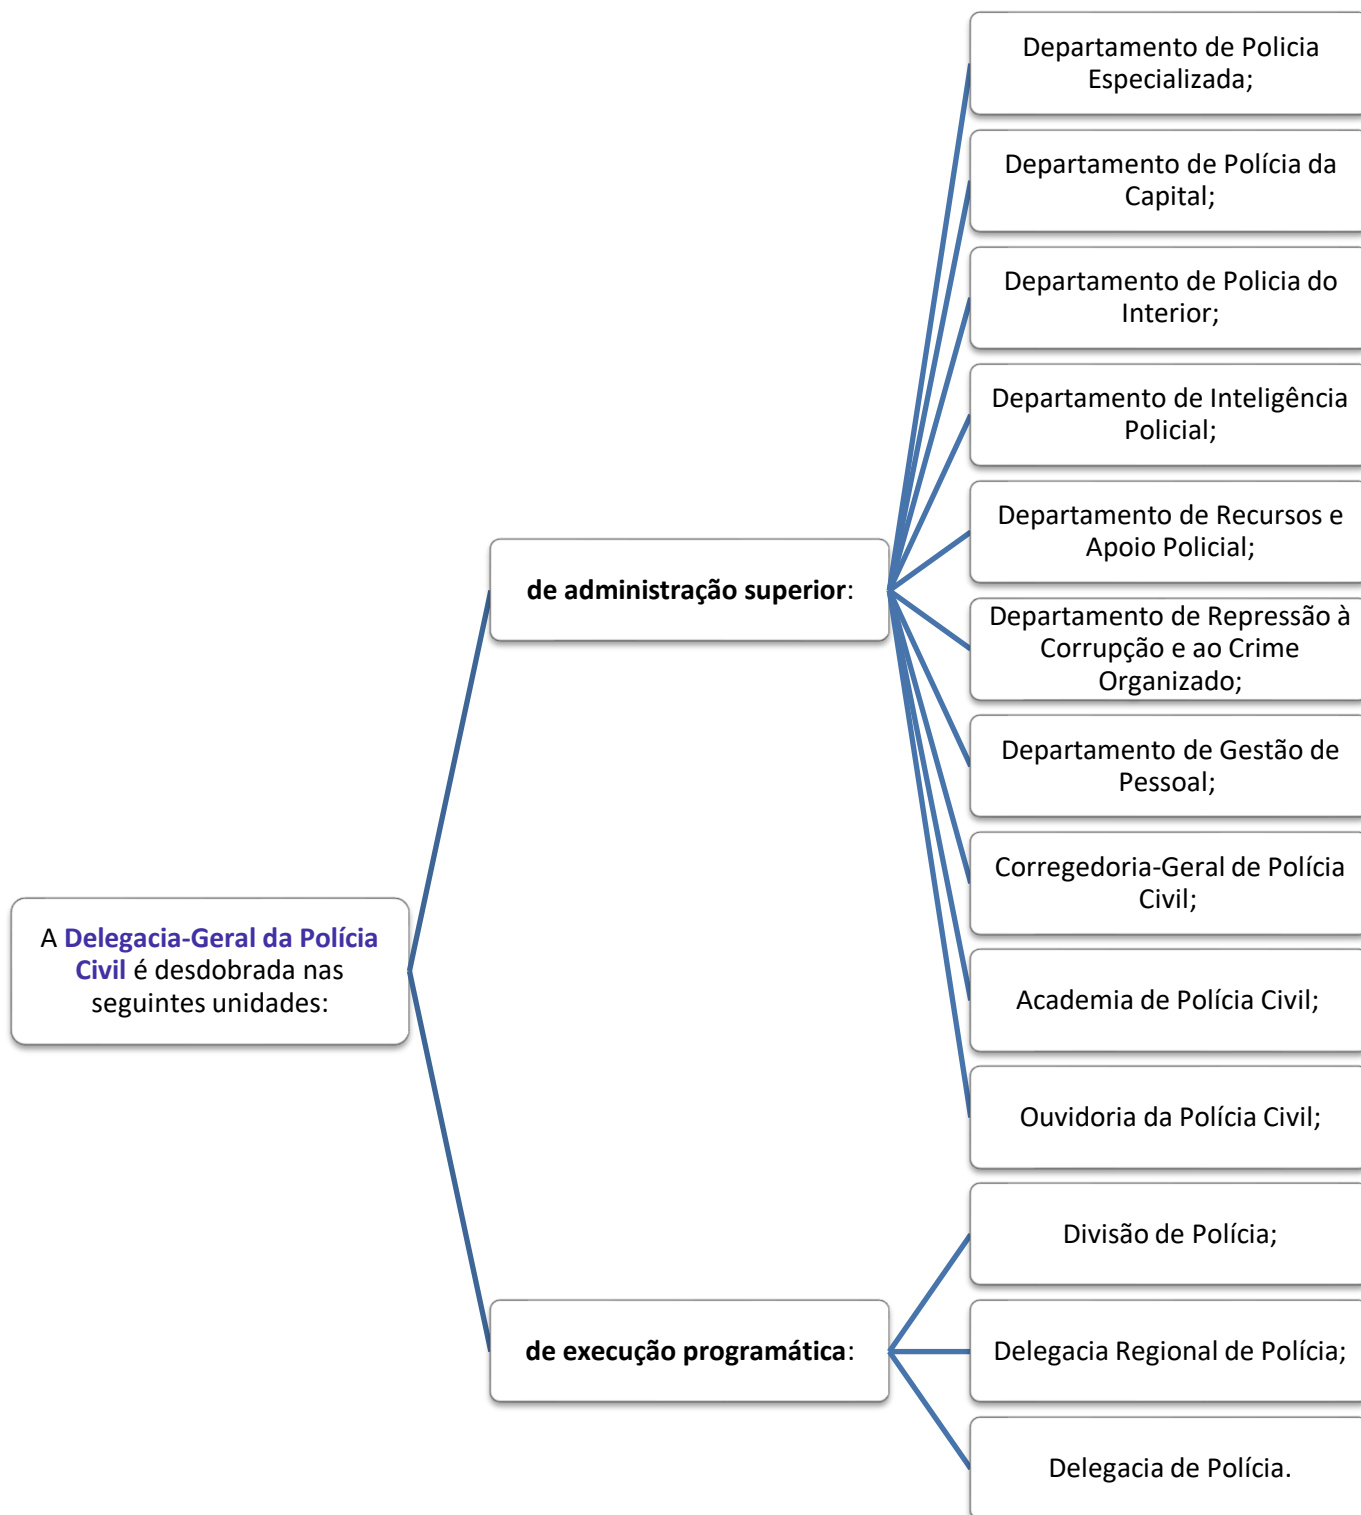 Departamento de Policia
Especializada;
Departamento de Polícia da
Capital;
Departamento de Policia do
Interior;
Departamento de Inteligência
Policial;
Departamento de Recursos e
Apoio Policial;
de administração superior:
Departamento de Repressão à
Corrupção e ao Crime
Organizado;
Departamento de Gestão de
Pessoal;
Corregedoria-Geral de Polícia
Civil;
A Delegacia-Geral da Polícia
Civil é desdobrada nas
seguintes unidades:
Academia de Polícia Civil;
Ouvidoria da Polícia Civil;
Divisão de Polícia;
de execução programática:
Delegacia Regional de Polícia;
Delegacia de Polícia.